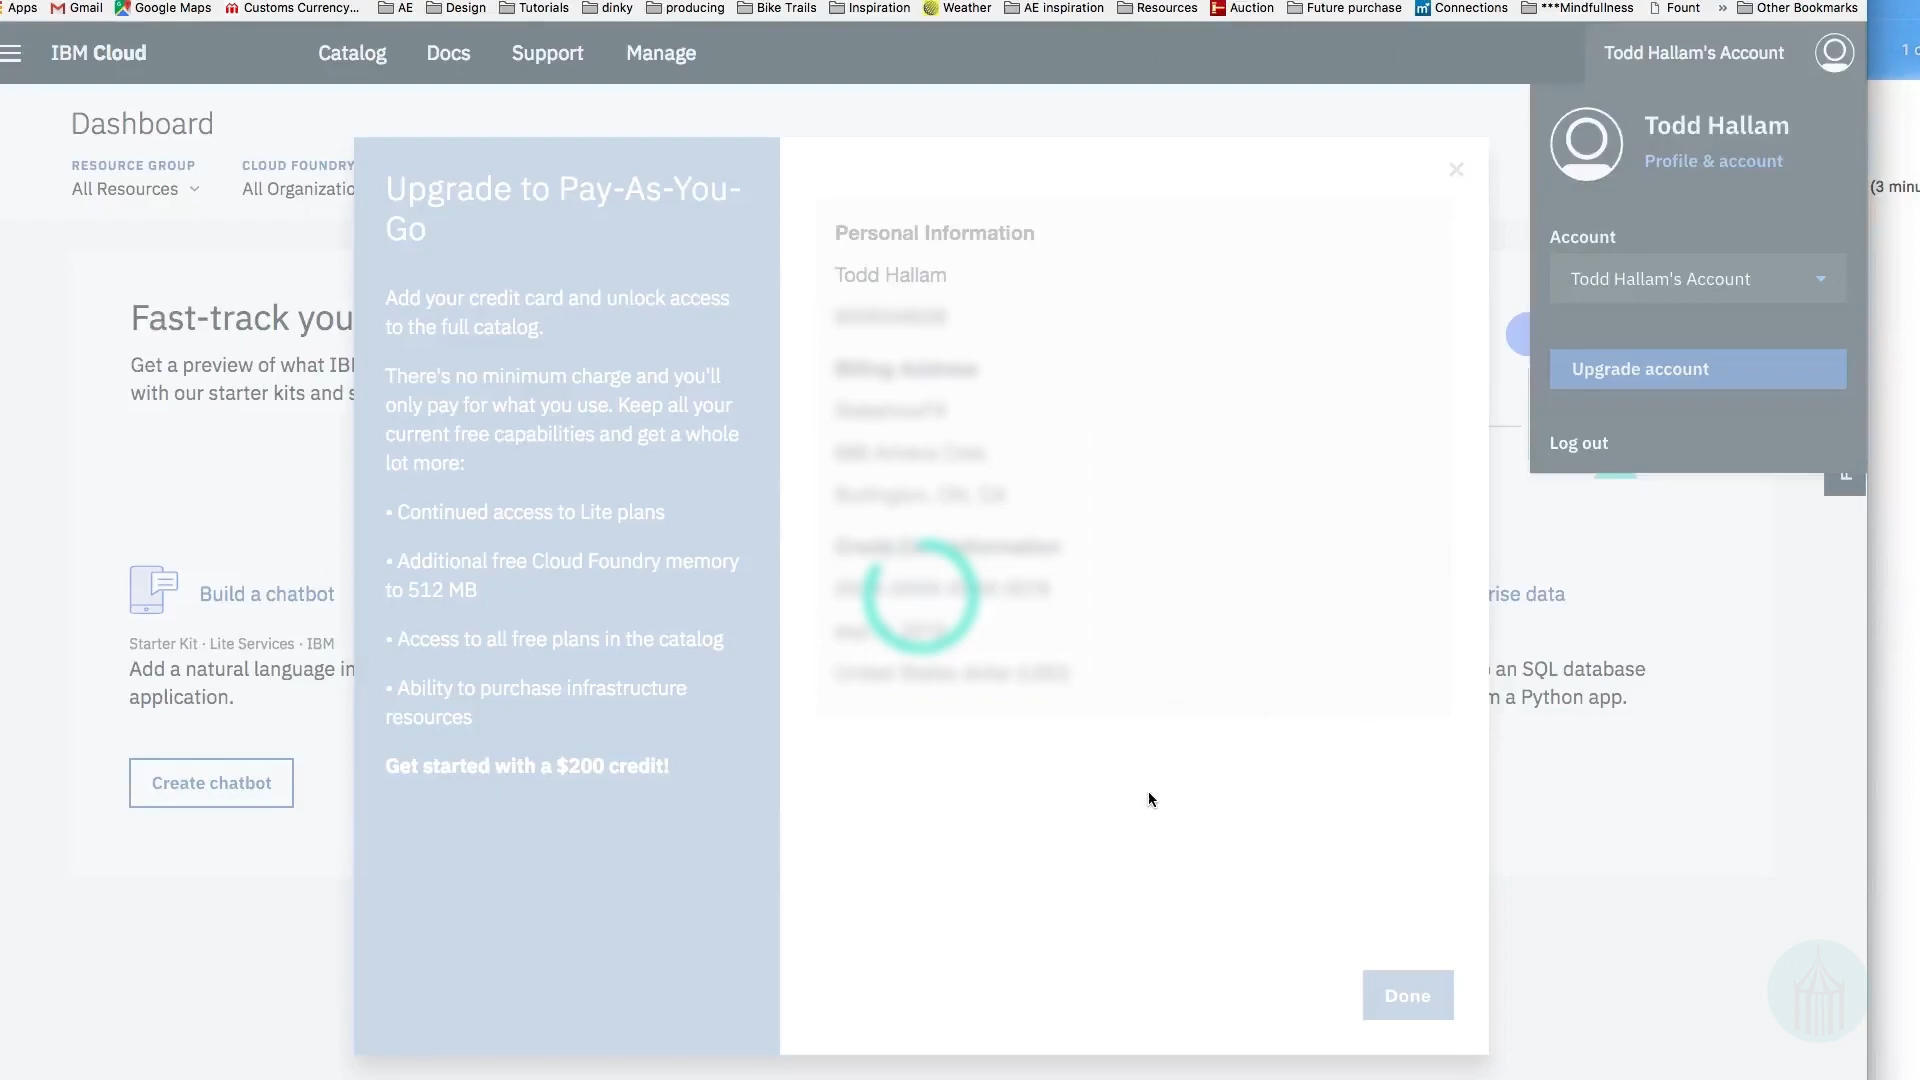 Apps Gmail Google Maps Customs Currency... AE Design Tutorials dinky producing Bike Trails Inspiration Weather AE inspiration Resources Auction Future purchase Connections ***Mindfullness Fount » Other Bookmarks
IBM Cloud Catalog Docs Support Manage Todd Hallam's Account
Dashboard
RESOURCE GROUP CLOUD FOUNDRY
All Resources All Organizatio
Fast-track you
Get a preview of what IB
with our starter kits and s
Build a chatbot
Starter Kit · Lite Services · IBM
Add a natural language in
application.
Create chatbot
Upgrade to Pay-As-You-
Go
Add your credit card and unlock access
to the full catalog.
There's no minimum charge and you'll
only pay for what you use. Keep all your
current free capabilities and get a whole
lot more:
• Continued access to Lite plans
• Additional free Cloud Foundry memory
to 512 MB
• Access to all free plans in the catalog
• Ability to purchase infrastructure
resources
Get started with a $200 credit!
Personal Information
Todd Hallam
Done
Todd Hallam
Profile & account
Account
Todd Hallam's Account
Upgrade account
Log out
rise data
an SQL database
m a Python app.
(3 minu